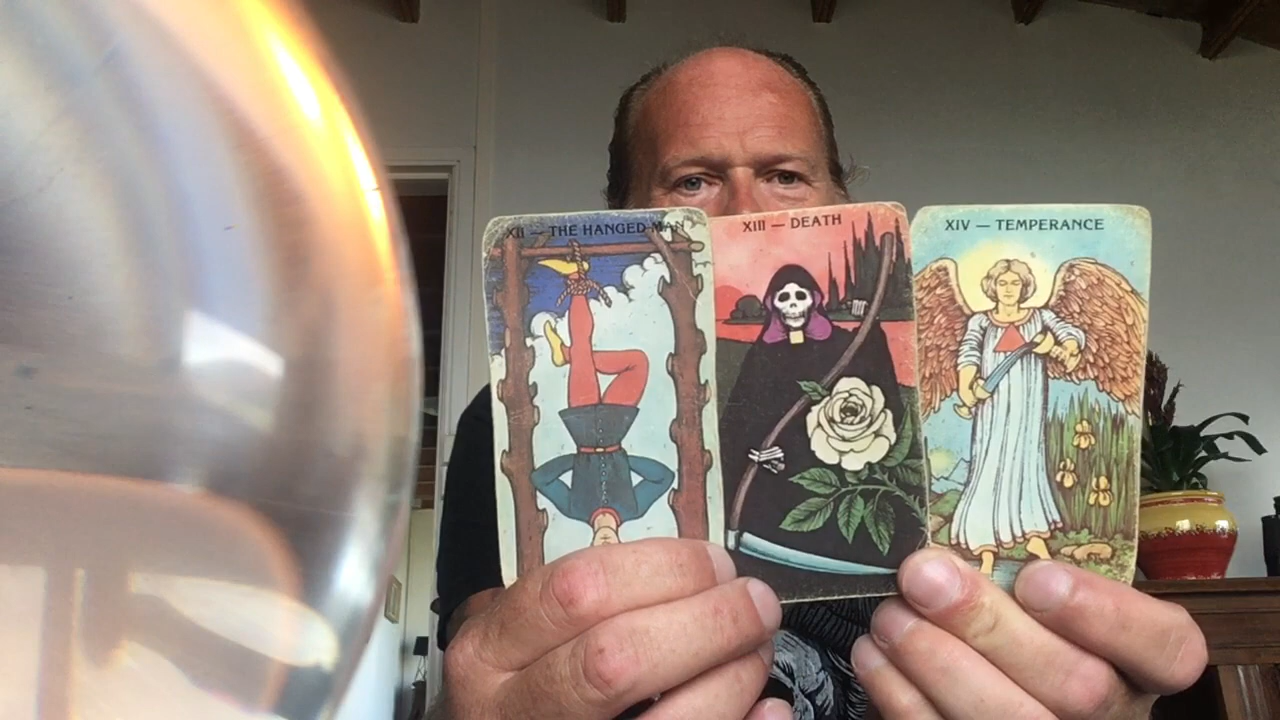 XII — THE HANGED MAN
XIII — DEATH
XIV — TEMPERANCE